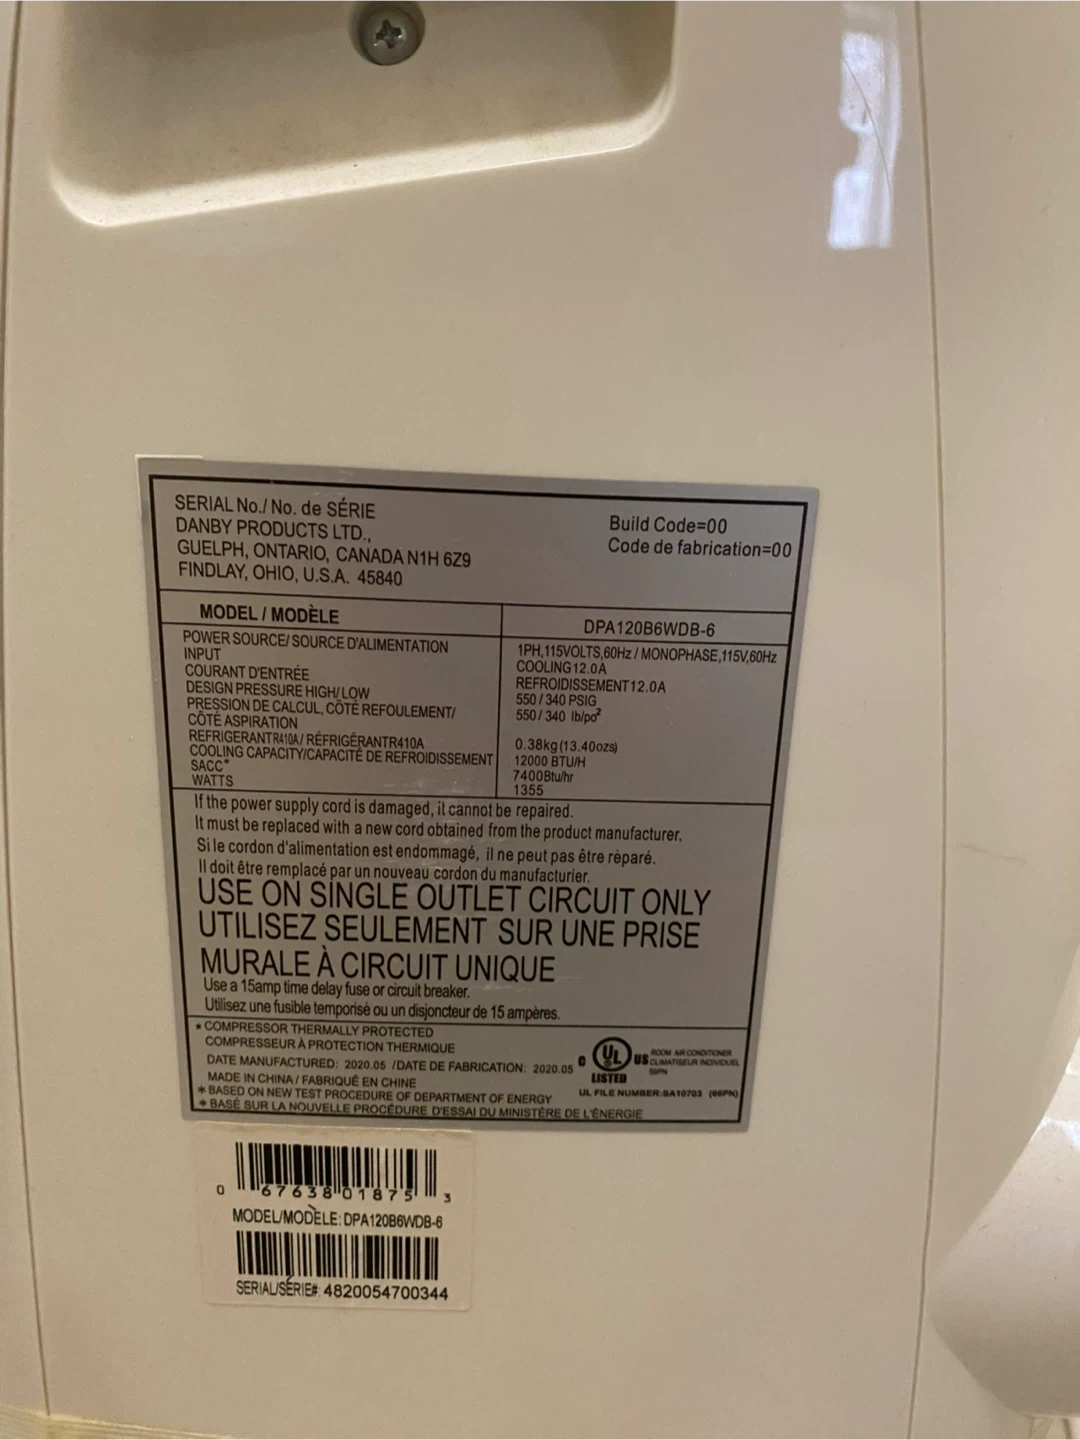 SERIAL No./ No. de SÉRIE
DANBY PRODUCTS LTD.,
GUELPH, ONTARIO, CANADA N1H 6Z9
FINDLAY, OHIO, U.S.A. 45840
Build Code=00
Code de fabrication=00
MODEL / MODÈLE
DPA120B6WDB-6
POWER SOURCE/ SOURCE D'ALIMENTATION
1PH,115VOLTS,60Hz / MONOPHASE,115V,60Hz
INPUT
COOLING 12.0A
COURANT D'ENTRÉE
REFROIDISSEMENT 12.0A
DESIGN PRESSURE HIGH/ LOW
550 / 340 PSIG
PRESSION DE CALCUL, CÔTÉ REFOULEMENT/
CÔTÉ ASPIRATION
550 / 340 lb/po²
REFRIGERANTR410A/ RÉFRIGÉRANTR410A
0.38kg (13.40ozs)
COOLING CAPACITY/CAPACITÉ DE REFROIDISSEMENT
12000 BTU/H
SACC*
7400Btu/hr
WATTS
1355
If the power supply cord is damaged, it cannot be repaired.
It must be replaced with a new cord obtained from the product manufacturer.
Si le cordon d'alimentation est endommagé, il ne peut pas être réparé.
Il doit être remplacé par un nouveau cordon du manufacturier.
USE ON SINGLE OUTLET CIRCUIT ONLY
UTILISEZ SEULEMENT SUR UNE PRISE
MURALE À CIRCUIT UNIQUE
Use a 15amp time delay fuse or circuit breaker.
Utilisez une fusible temporisé ou un disjoncteur de 15 ampères.
* COMPRESSOR THERMALLY PROTECTED
COMPRESSEUR À PROTECTION THERMIQUE
DATE MANUFACTURED: 2020.05 /DATE DE FABRICATION: 2020.05
MADE IN CHINA / FABRIQUÉ EN CHINE
* BASED ON NEW TEST PROCEDURE OF DEPARTMENT OF ENERGY
* BASÉ SUR LA NOUVELLE PROCÉDURE D'ESSAI DU MINISTÈRE DE L'ÉNERGIE
C UL US
LISTED
ROOM AIR CONDITIONER
CLIMATISEUR INDIVIDUEL
UL FILE NUMBER:SA10703 (66PN)
0 67638 01875 3
MODEL/MODÈLE: DPA120B6WDB-6
SERIAL/SÉRIE#: 4820054700344